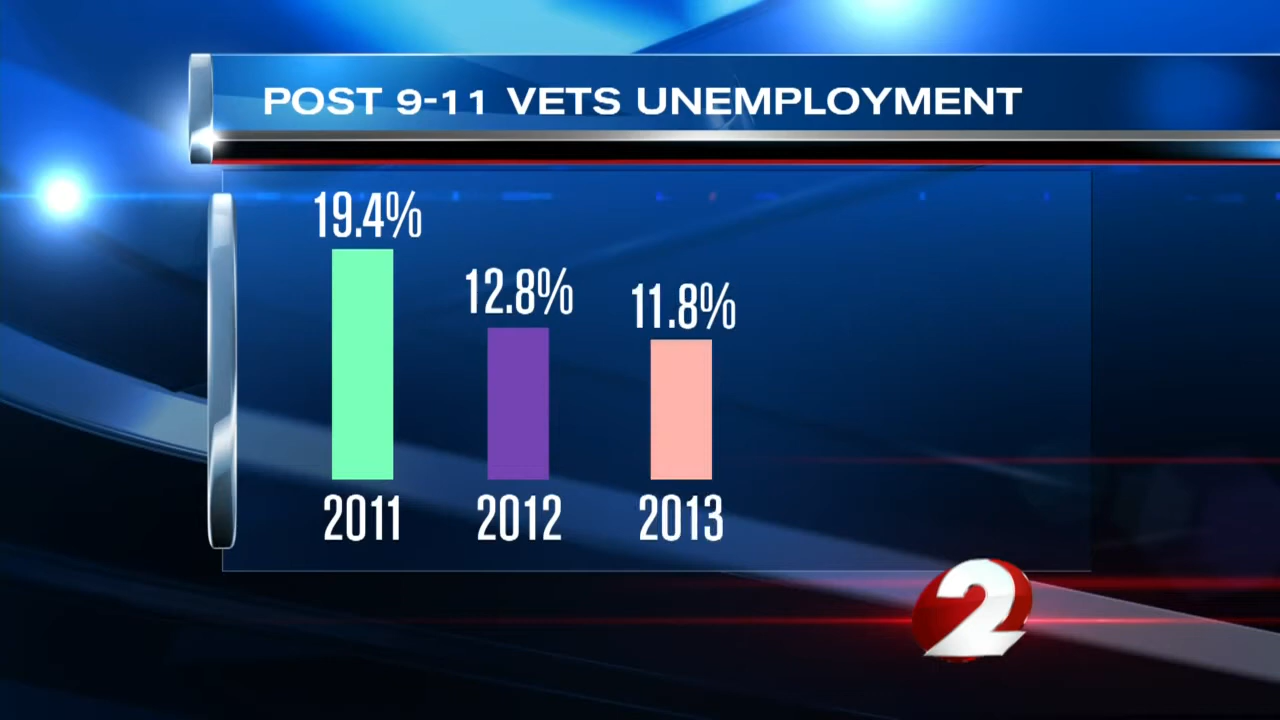 POST 9-11 VETS UNEMPLOYMENT
19.4%
12.8%
11.8%
2011 2012 2013
2